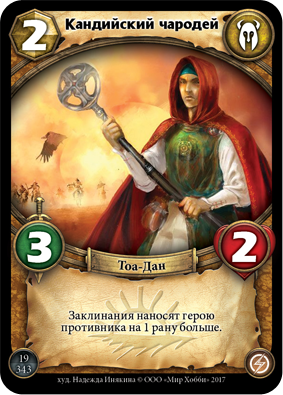 2
Кандийский чародей
3
Тоа-Дан
2
Заклинания наносят герою
противника на 1 рану больше.
19
343
худ. Надежда Инякина © ООО «Мир Хобби» 2017